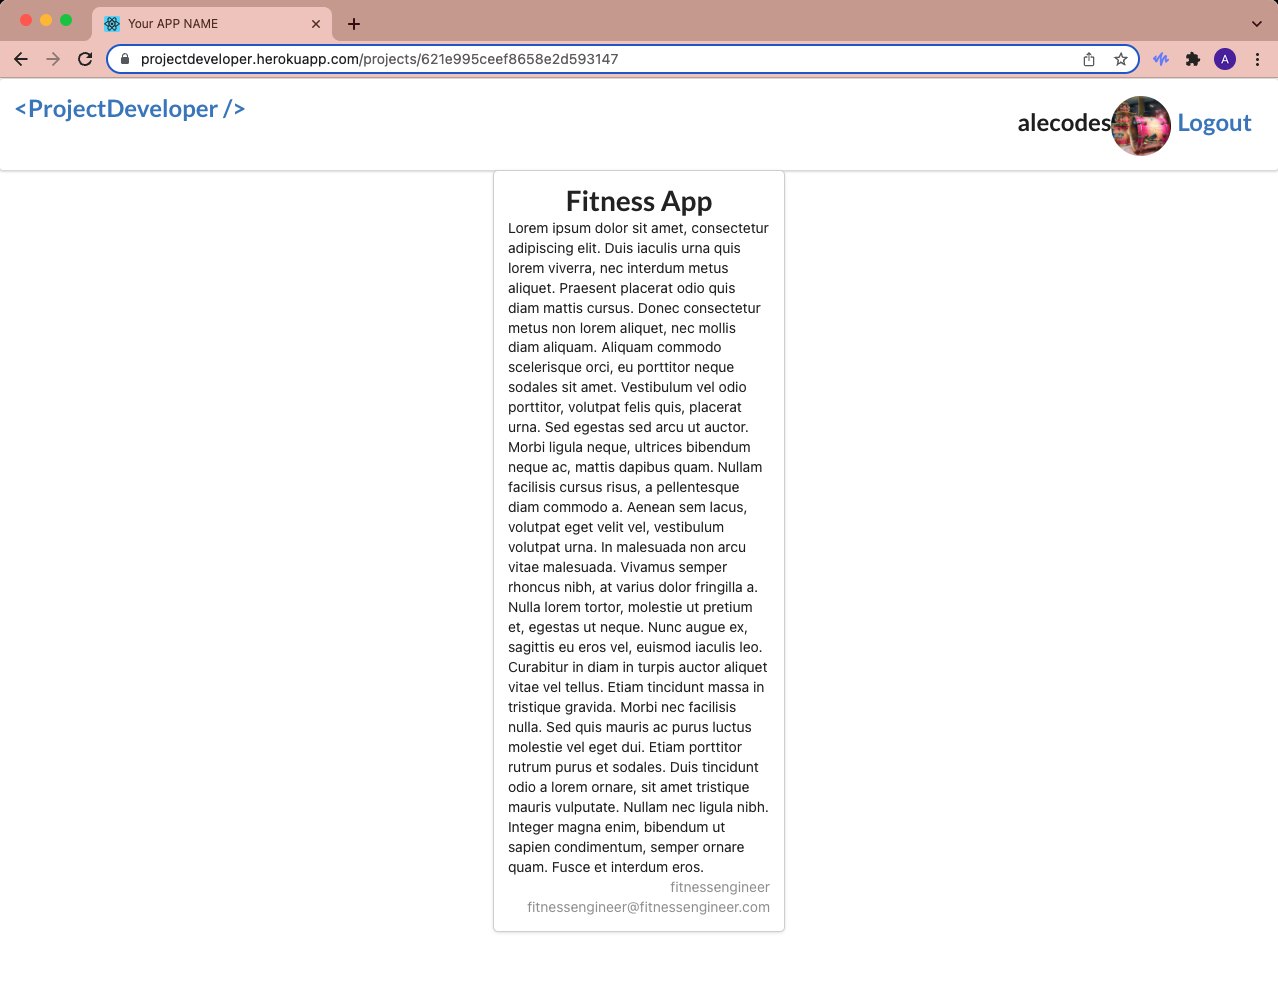 Your APP NAME
projectdeveloper.herokuapp.com/projects/621e995ceef8658e2d593147
A
<ProjectDeveloper />
alecodes Logout
Fitness App
Lorem ipsum dolor sit amet, consectetur
adipiscing elit. Duis iaculis urna quis
lorem viverra, nec interdum metus
aliquet. Praesent placerat odio quis
diam mattis cursus. Donec consectetur
metus non lorem aliquet, nec mollis
diam aliquam. Aliquam commodo
scelerisque orci, eu porttitor neque
sodales sit amet. Vestibulum vel odio
porttitor, volutpat felis quis, placerat
urna. Sed egestas sed arcu ut auctor.
Morbi ligula neque, ultrices bibendum
neque ac, mattis dapibus quam. Nullam
facilisis cursus risus, a pellentesque
diam commodo a. Aenean sem lacus,
volutpat eget velit vel, vestibulum
volutpat urna. In malesuada non arcu
vitae malesuada. Vivamus semper
rhoncus nibh, at varius dolor fringilla a.
Nulla lorem tortor, molestie ut pretium
et, egestas ut neque. Nunc augue ex,
sagittis eu eros vel, euismod iaculis leo.
Curabitur in diam in turpis auctor aliquet
vitae vel tellus. Etiam tincidunt massa in
tristique gravida. Morbi nec facilisis
nulla. Sed quis mauris ac purus luctus
molestie vel eget dui. Etiam porttitor
rutrum purus et sodales. Duis tincidunt
odio a lorem ornare, sit amet tristique
mauris vulputate. Nullam nec ligula nibh.
Integer magna enim, bibendum ut
sapien condimentum, semper ornare
quam. Fusce et interdum eros.
fitnessengineer
fitnessengineer@fitnessengineer.com